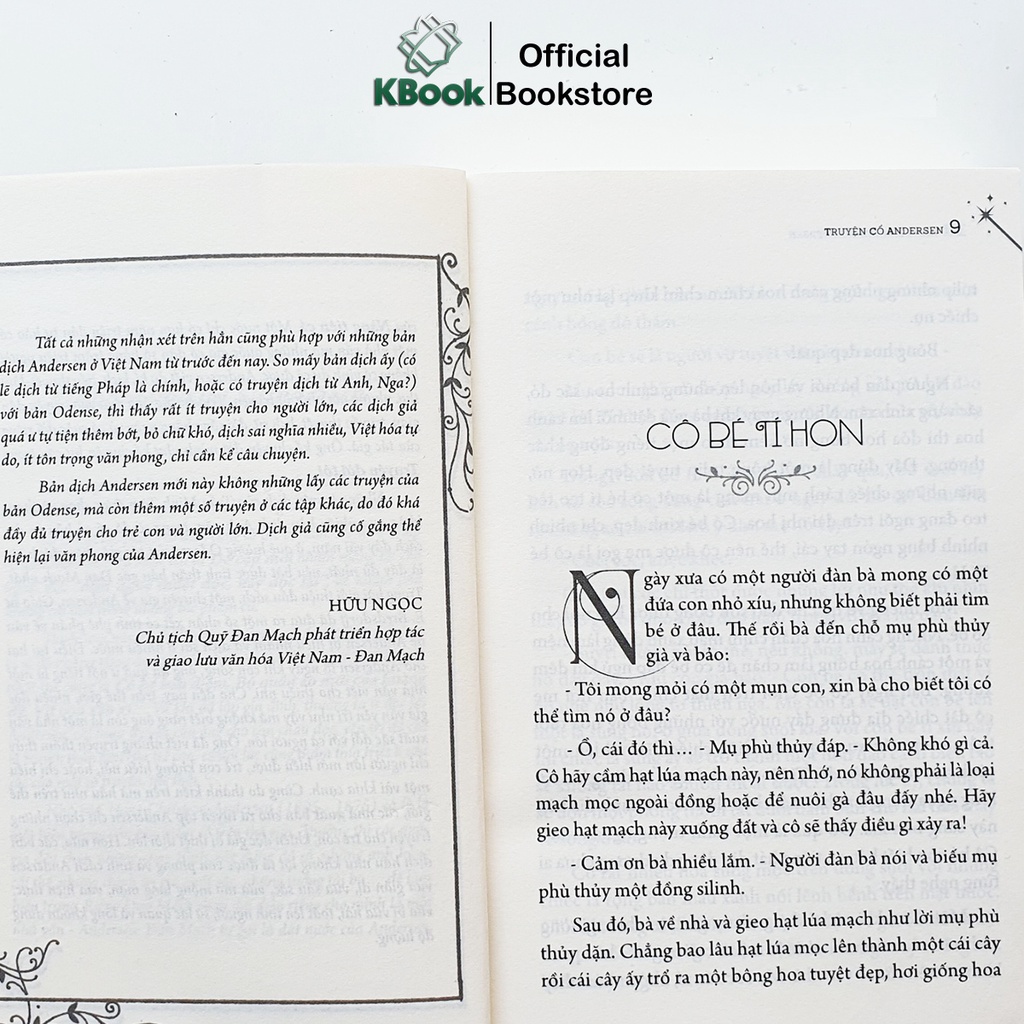 KBook
Official
Bookstore
Tất cả những nhận xét trên hẳn cũng phù hợp với những bản
dịch Andersen ở Việt Nam từ trước đến nay. So mấy bản dịch ấy (có
lẽ dịch từ tiếng Pháp là chính, hoặc có truyện dịch từ Anh, Nga?)
với bản Odense, thì thấy rất ít truyện cho người lớn, các dịch giả
quá ư tự tiện thêm bớt, bỏ chữ khó, dịch sai nghĩa nhiều, Việt hóa tự
do, ít tôn trọng văn phong, chỉ cần kể câu chuyện.
Bản dịch Andersen mới này không những lấy các truyện của
bản Odense, mà còn thêm một số truyện ở các tập khác, do đó khá
đầy đủ truyện cho trẻ con và người lớn. Dịch giả cũng cố gắng thể
hiện lại văn phong của Andersen.
HỮU NGỌC
Chủ tịch Quỹ Đan Mạch phát triển hợp tác
và giao lưu văn hóa Việt Nam - Đan Mạch
TRUYỆN CỔ ANDERSEN 9
CÔ BÉ TÍ HON
Ngày xưa có một người đàn bà mong có một
đứa con nhỏ xíu, nhưng không biết phải tìm
bé ở đâu. Thế rồi bà đến chỗ mụ phù thủy
già và bảo:
- Tôi mong mỏi có một mụn con, xin bà cho biết tôi có
thể tìm nó ở đâu?
- Ồ, cái đó thì… - Mụ phù thủy đáp. - Không khó gì cả.
Cô hãy cầm hạt lúa mạch này, nên nhớ, nó không phải là loại
mạch mọc ngoài đồng hoặc để nuôi gà đâu đấy nhé. Hãy
gieo hạt mạch này xuống đất và cô sẽ thấy điều gì xảy ra!
- Cảm ơn bà nhiều lắm. - Người đàn bà nói và biếu mụ
phù thủy một đồng silinh.
Sau đó, bà về nhà và gieo hạt lúa mạch như lời mụ phù
thủy dặn. Chẳng bao lâu hạt lúa mọc lên thành một cái cây
rồi cái cây ấy trổ ra một bông hoa tuyệt đẹp, hơi giống hoa